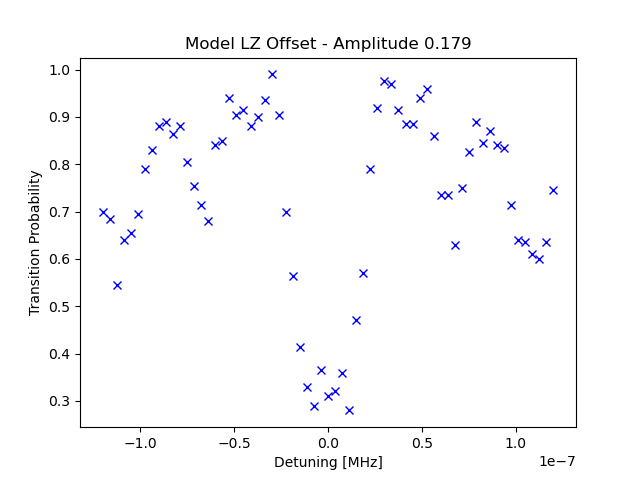 Model LZ Offset - Amplitude 0.179
Transition Probability
1.0
0.9
0.8
0.7
0.6
0.5
0.4
0.3
−1.0 −0.5 0.0 0.5 1.0
1e−7
Detuning [MHz]